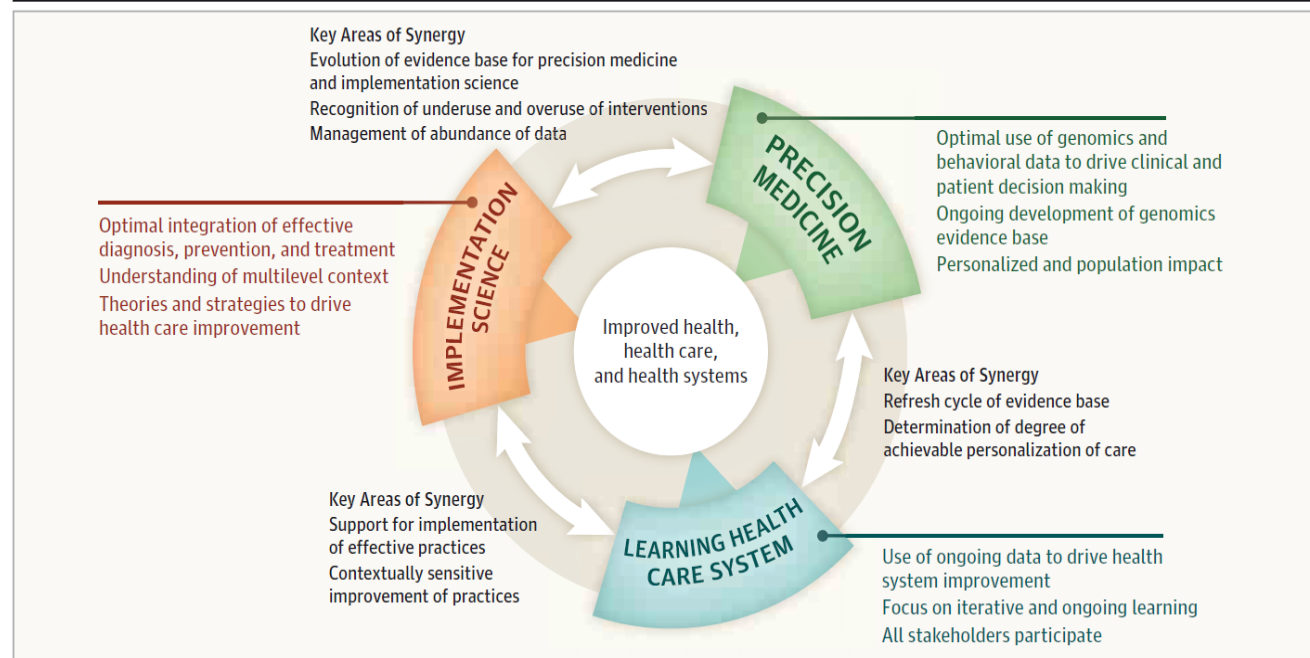 Key Areas of Synergy
Evolution of evidence base for precision medicine
and implementation science
Recognition of underuse and overuse of interventions
Management of abundance of data
PRECISION
MEDICINE
Optimal use of genomics and
behavioral data to drive clinical and
patient decision making
Ongoing development of genomics
evidence base
Personalized and population impact
IMPLEMENTATION
SCIENCE
Optimal integration of effective
diagnosis, prevention, and treatment
Understanding of multilevel context
Theories and strategies to drive
health care improvement
Improved health,
health care,
and health systems
Key Areas of Synergy
Refresh cycle of evidence base
Determination of degree of
achievable personalization of care
Key Areas of Synergy
Support for implementation
of effective practices
Contextually sensitive
improvement of practices
LEARNING HEALTH
CARE SYSTEM
Use of ongoing data to drive health
system improvement
Focus on iterative and ongoing learning
All stakeholders participate